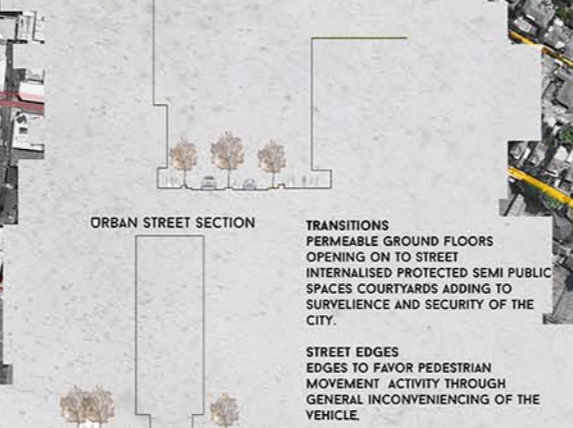 URBAN STREET SECTION
TRANSITIONS
PERMEABLE GROUND FLOORS
OPENING ON TO STREET
INTERNALISED PROTECTED SEMI PUBLIC
SPACES COURTYARDS ADDING TO
SURVELIENCE AND SECURITY OF THE
CITY.
STREET EDGES
EDGES TO FAVOR PEDESTRIAN
MOVEMENT ACTIVITY THROUGH
GENERAL INCONVENIENCING OF THE
VEHICLE.